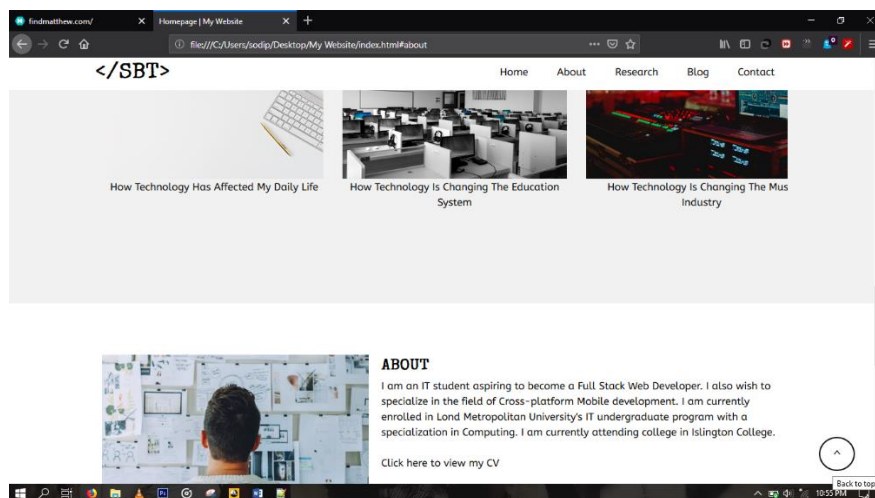 findmatthew.com/
Homepage | My Website
file:///C:/Users/sodip/Desktop/My Website/index.html#about
</SBT>
Home About Research Blog Contact
How Technology Has Affected My Daily Life
How Technology Is Changing The Education
System
How Technology Is Changing The Mus
Industry
ABOUT
I am an IT student aspiring to become a Full Stack Web Developer. I also wish to
specialize in the field of Cross-platform Mobile development. I am currently
enrolled in Lond Metropolitan University's IT undergraduate program with a
specialization in Computing. I am currently attending college in Islington College.
Click here to view my CV
Back to top
10:55 PM